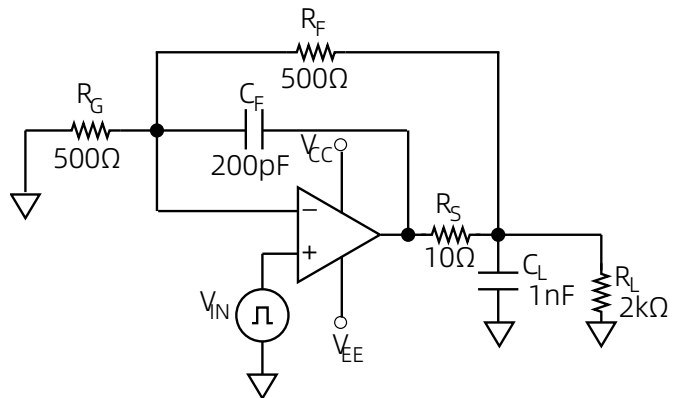 RF
500Ω
RG
500Ω
CF
200pF
VCC
−
+
RS
10Ω
CL
1nF
RL
2kΩ
VIN
VEE